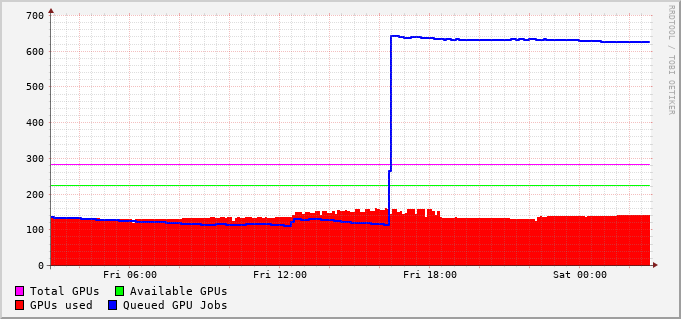 RRDTOOL / TOBI OETIKER
700
600
500
400
300
200
100
0
Fri 06:00 Fri 12:00 Fri 18:00 Sat 00:00
Total GPUs Available GPUs
GPUs used Queued GPU Jobs